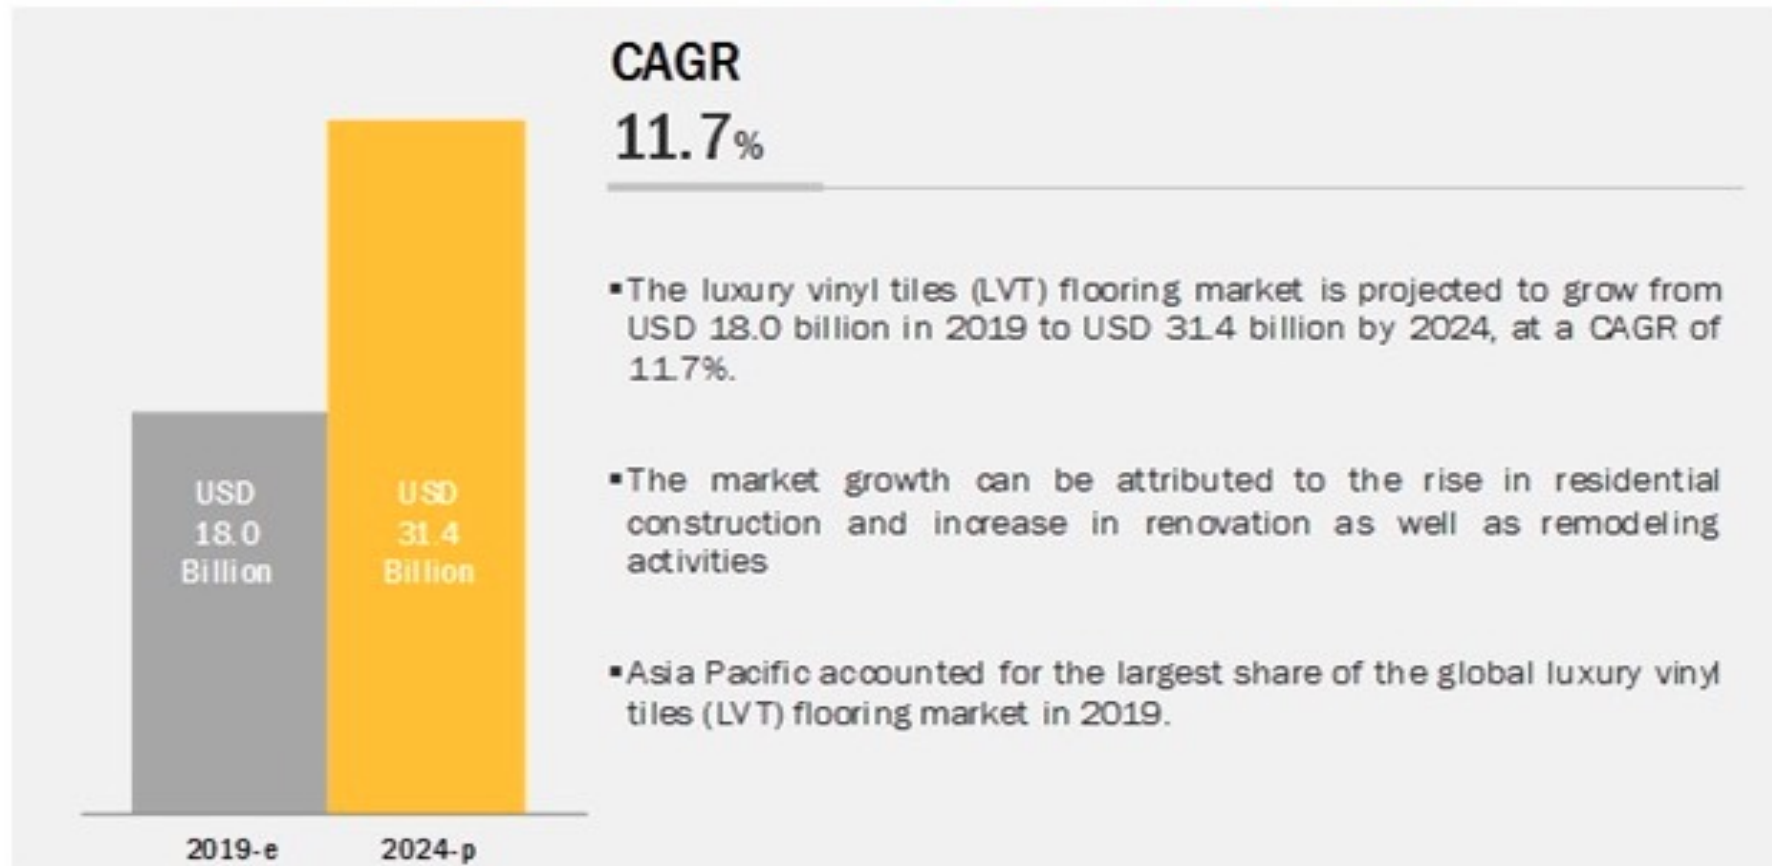 CAGR
11.7%
▪The luxury vinyl tiles (LVT) flooring market is projected to grow from
USD 18.0 billion in 2019 to USD 31.4 billion by 2024, at a CAGR of
11.7%.
▪The market growth can be attributed to the rise in residential
construction and increase in renovation as well as remodeling
activities
▪Asia Pacific accounted for the largest share of the global luxury vinyl
tiles (LVT) flooring market in 2019.
USD
18.0
Billion
USD
31.4
Billion
2019-e
2024-p